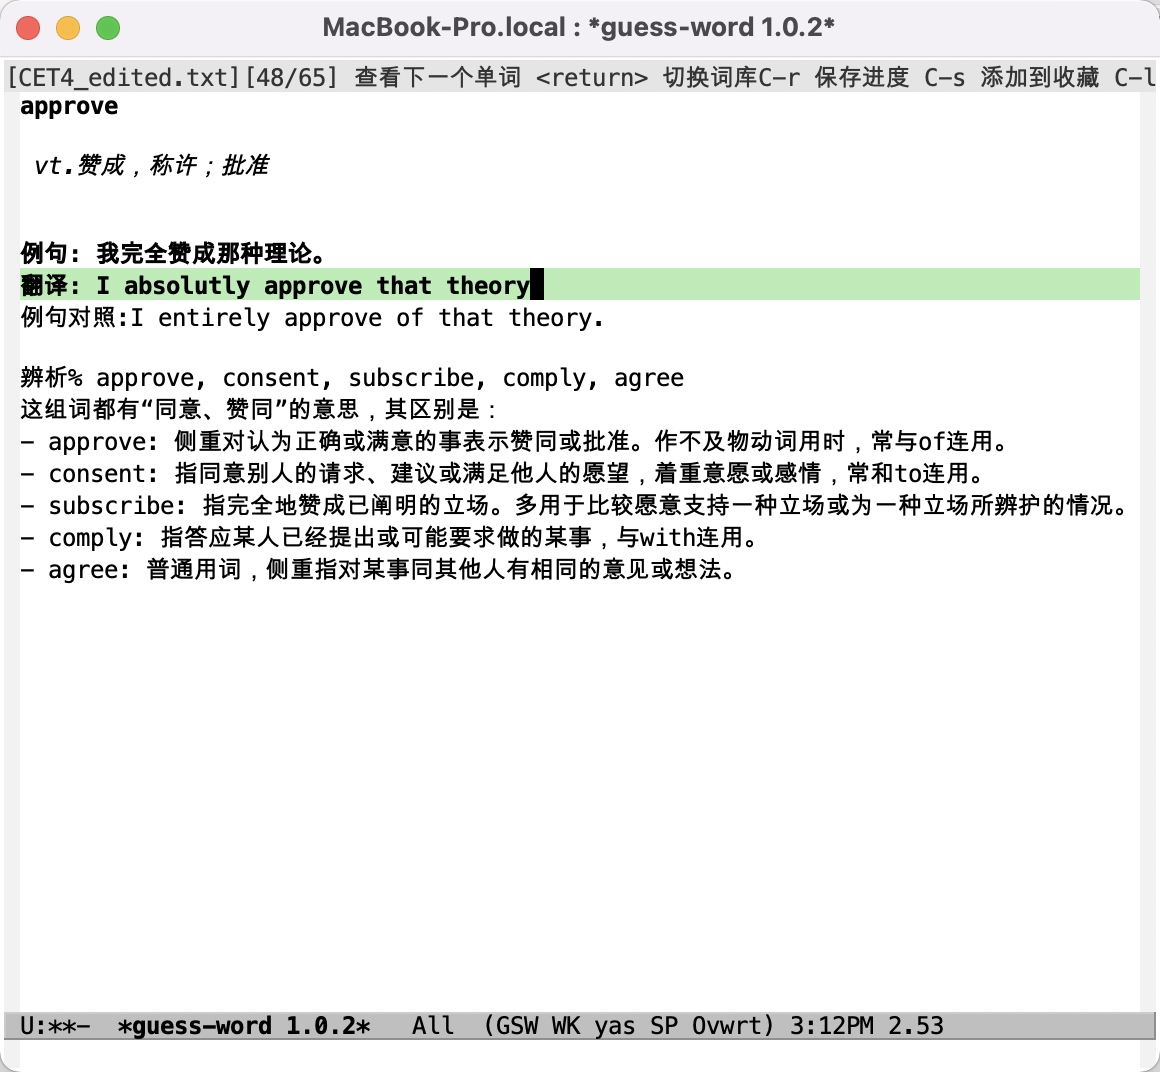 MacBook-Pro.local : *guess-word 1.0.2*
[CET4_edited.txt][48/65] 查看下一个单词 <return> 切换词库C-r 保存进度 C-s 添加到收藏 C-l
approve
vt.赞成，称许；批准
例句: 我完全赞成那种理论。
翻译: I absolutly approve that theory
例句对照:I entirely approve of that theory.
辨析% approve, consent, subscribe, comply, agree
这组词都有“同意、赞同”的意思，其区别是：
- approve: 侧重对认为正确或满意的事表示赞同或批准。作不及物动词用时，常与of连用。
- consent: 指同意别人的请求、建议或满足他人的愿望，着重意愿或感情，常和to连用。
- subscribe: 指完全地赞成已阐明的立场。多用于比较愿意支持一种立场或为一种立场所辨护的情况。
- comply: 指答应某人已经提出或可能要求做的某事，与with连用。
- agree: 普通用词，侧重指对某事同其他人有相同的意见或想法。
U:**-  *guess-word 1.0.2*   All  (GSW WK yas SP Ovwrt) 3:12PM 2.53